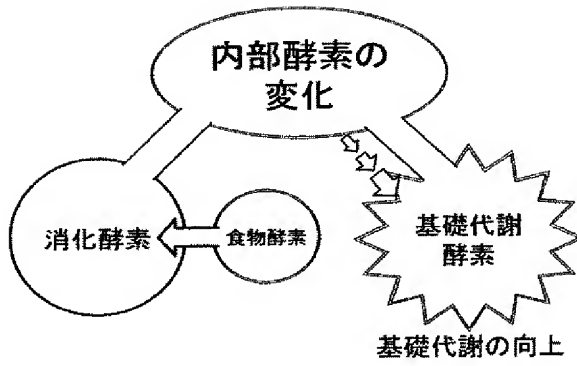 内部酵素の
変化
消化酵素
食物酵素
基礎代謝
酵素
基礎代謝の向上